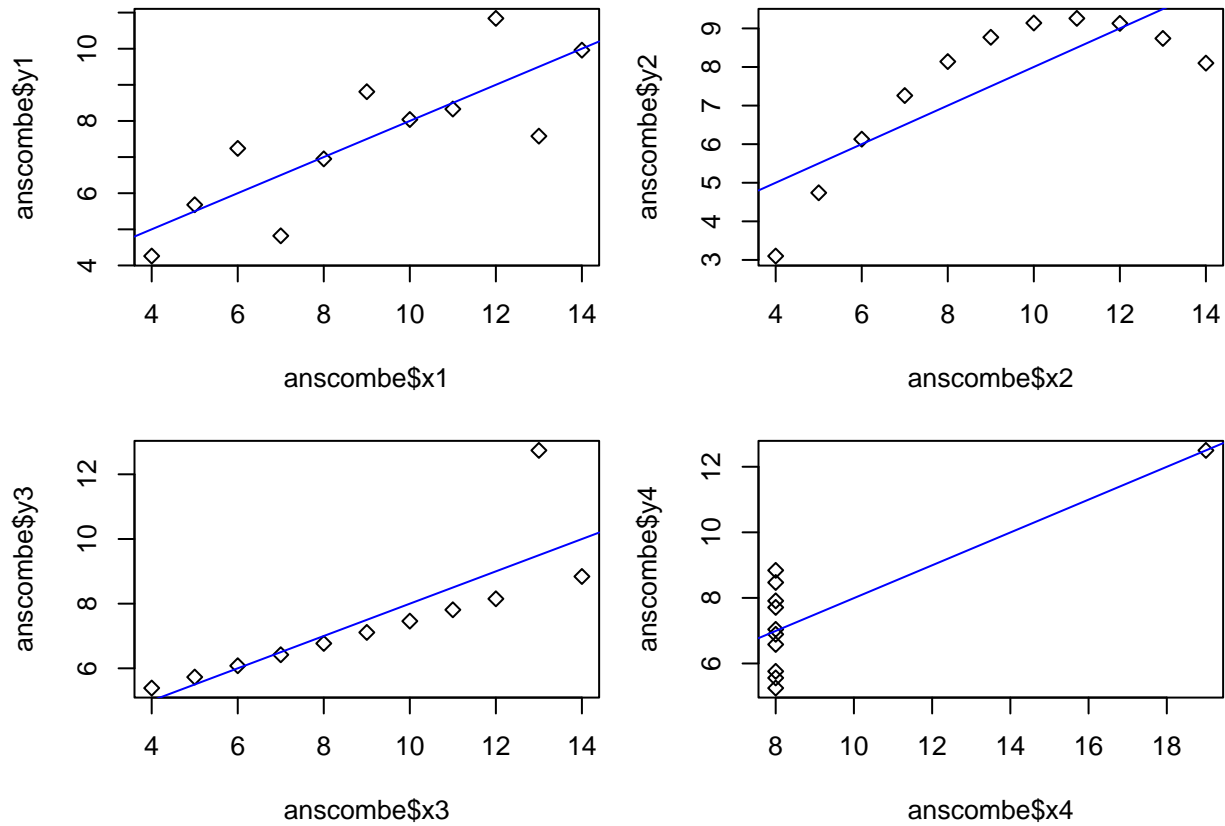 anscombe$y1
4 6 8 10
4 6 8 10 12 14
anscombe$x1
anscombe$y2
3 4 5 6 7 8 9
4 6 8 10 12 14
anscombe$x2
anscombe$y3
6 8 10 12
4 6 8 10 12 14
anscombe$x3
anscombe$y4
6 8 10 12
8 10 12 14 16 18
anscombe$x4